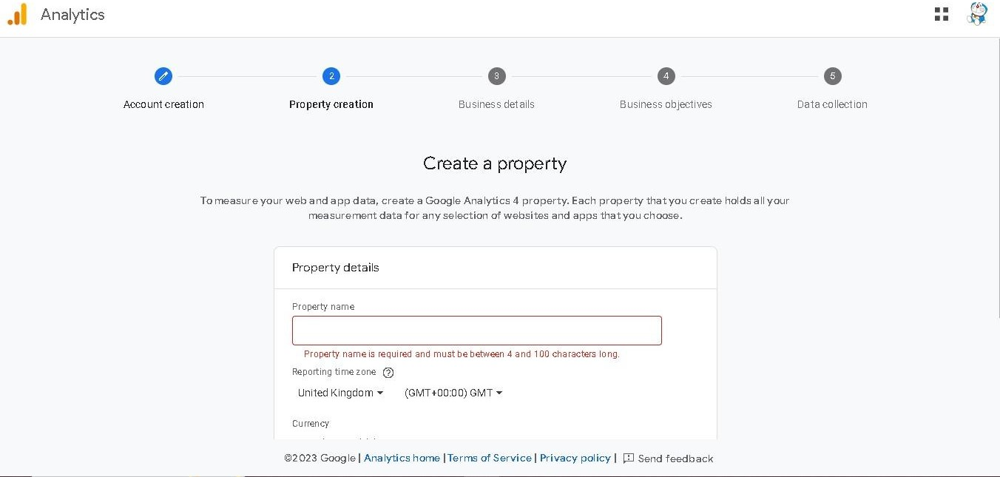 Analytics
2
3
4
5
Account creation
Property creation
Business details
Business objectives
Data collection
Create a property
To measure your web and app data, create a Google Analytics 4 property. Each property that you create holds all your
measurement data for any selection of websites and apps that you choose.
Property details
Property name
Property name is required and must be between 4 and 100 characters long.
Reporting time zone ?
United Kingdom (GMT+00:00) GMT
Currency
©2023 Google | Analytics home | Terms of Service | Privacy policy | Send feedback